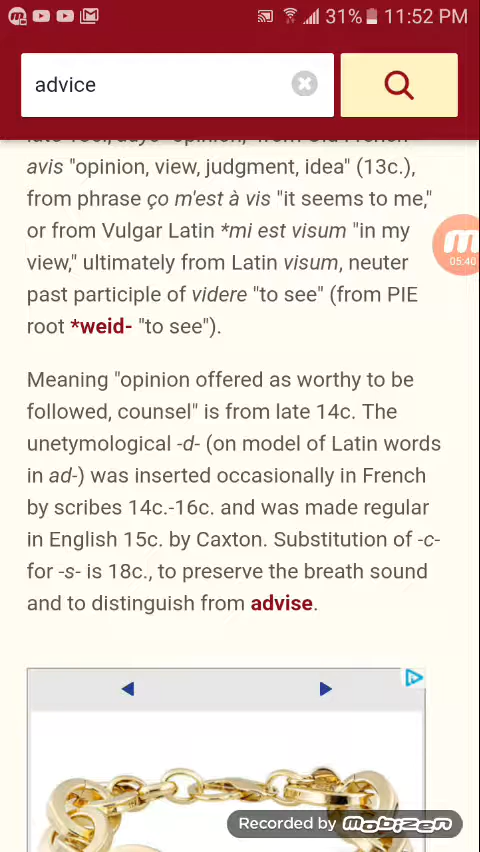 31% 11:52 PM
advice
avis "opinion, view, judgment, idea" (13c.),
from phrase ço m'est à vis "it seems to me,"
or from Vulgar Latin *mi est visum "in my
view," ultimately from Latin visum, neuter
past participle of videre "to see" (from PIE
root *weid- "to see").
05:40
Meaning "opinion offered as worthy to be
followed, counsel" is from late 14c. The
unetymological -d- (on model of Latin words
in ad-) was inserted occasionally in French
by scribes 14c.-16c. and was made regular
in English 15c. by Caxton. Substitution of -c-
for -s- is 18c., to preserve the breath sound
and to distinguish from advise.
Recorded by mobizen